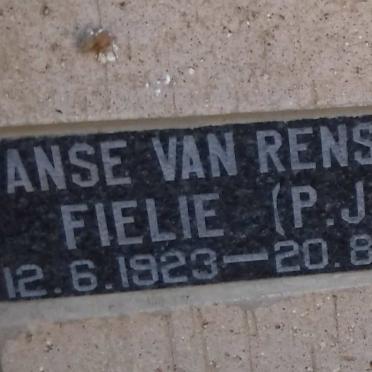 ANSE VAN RENS
FIELIE (P.J
12.6.1923-20.8